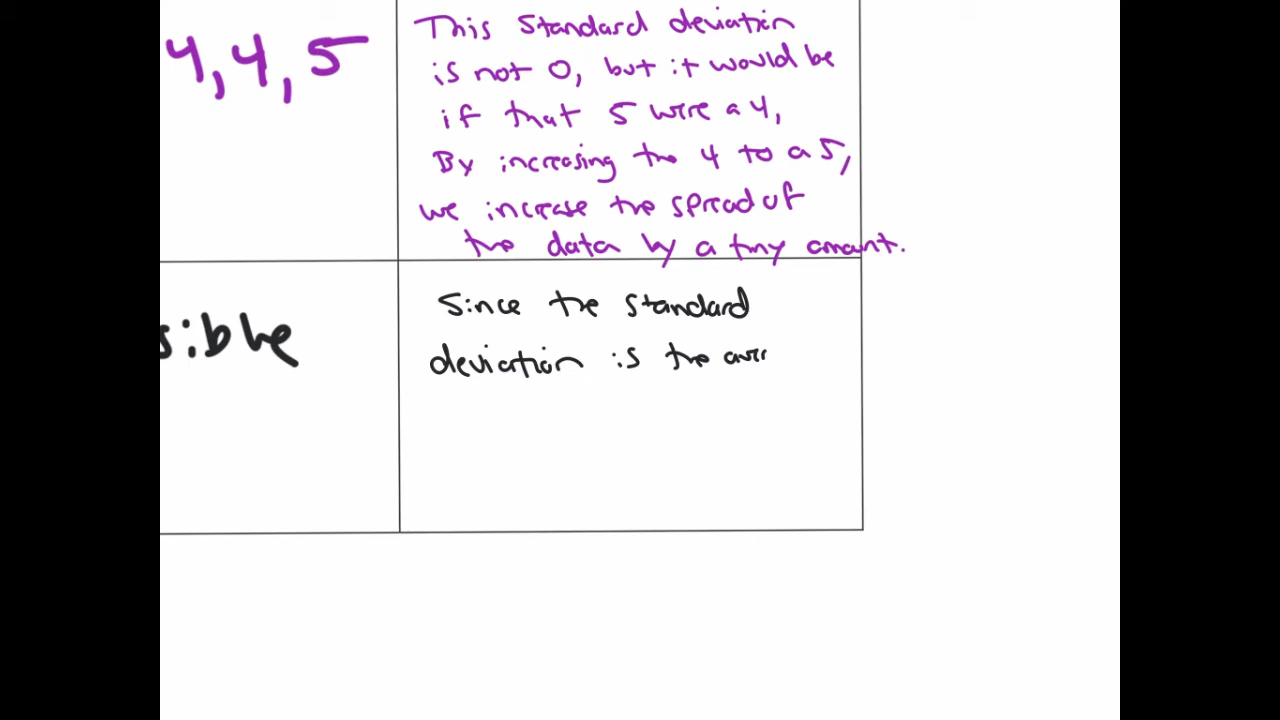 4, 4, 5
This Standard deviation
is not 0, but it would be
if that 5 were a 4,
By increasing the 4 to a 5,
we increase the spread of
the data by a tiny amount.
sible
Since the standard
deviation is the aver